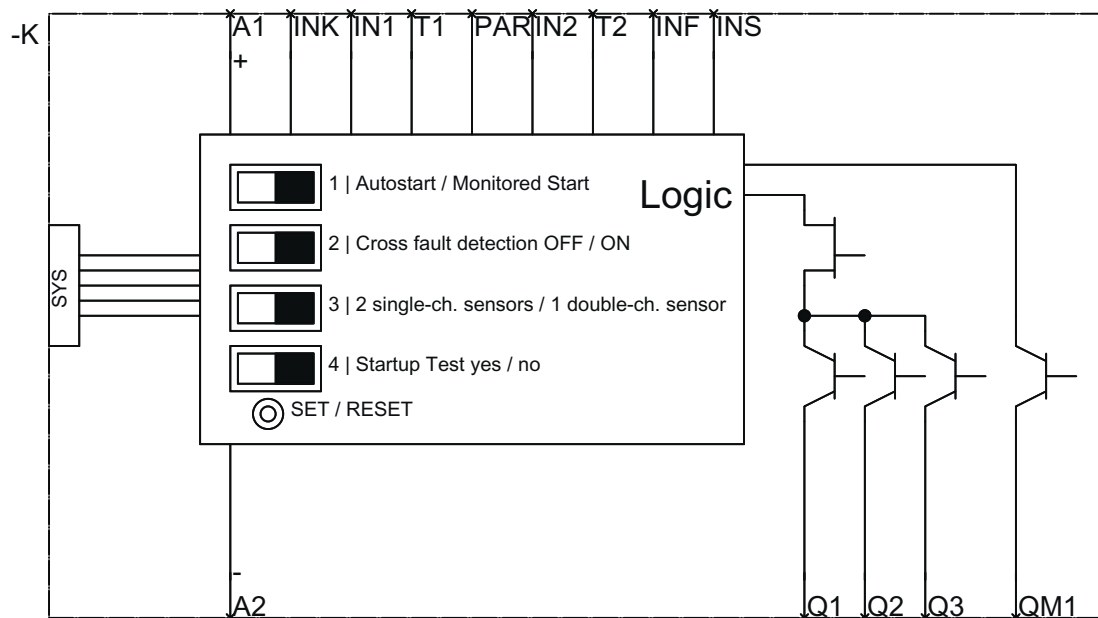 -K
A1 INK IN1 T1 PAR IN2 T2 INF INS
+
1 | Autostart / Monitored Start
Logic
2 | Cross fault detection OFF / ON
SYS
3 | 2 single-ch. sensors / 1 double-ch. sensor
4 | Startup Test yes / no
SET / RESET
-
A2 Q1 Q2 Q3 QM1